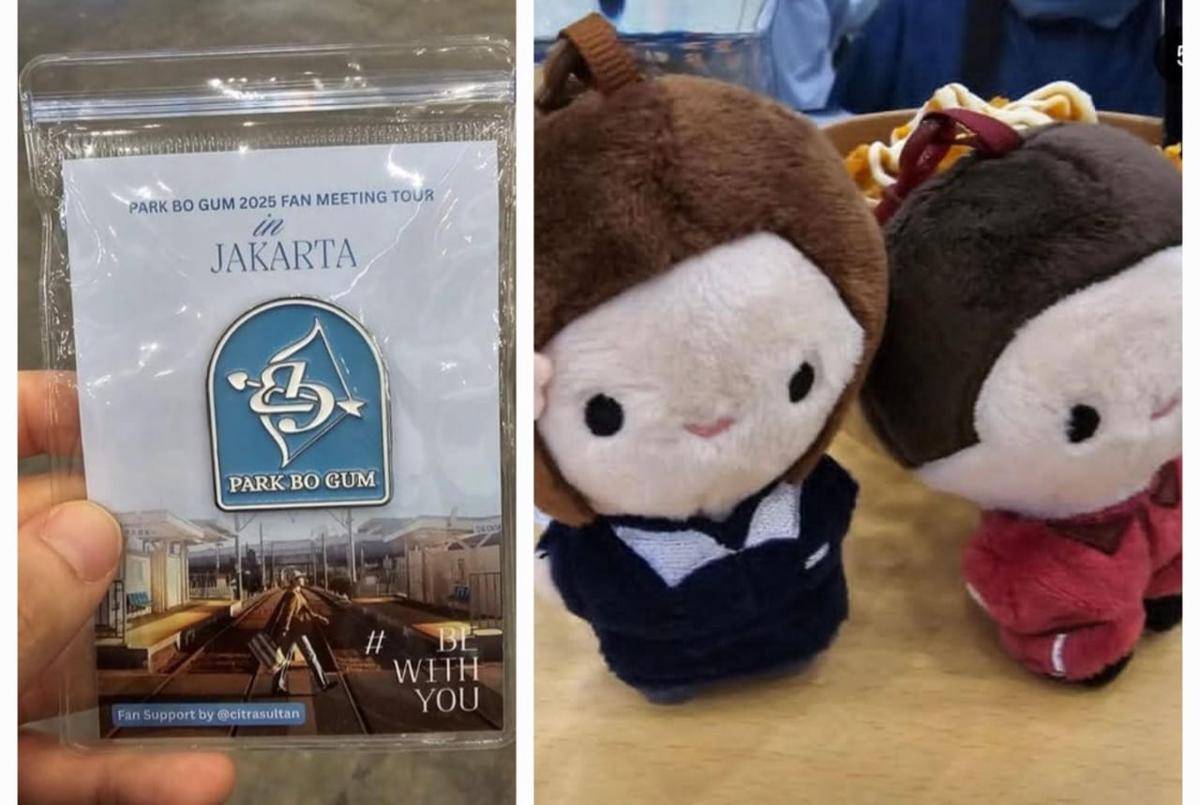 PARK BO GUM 2025 FAN MEETING TOUR
in
JAKARTA
PARK BO GUM
# BE
WITH
YOU
Fan Support by @citrasultan